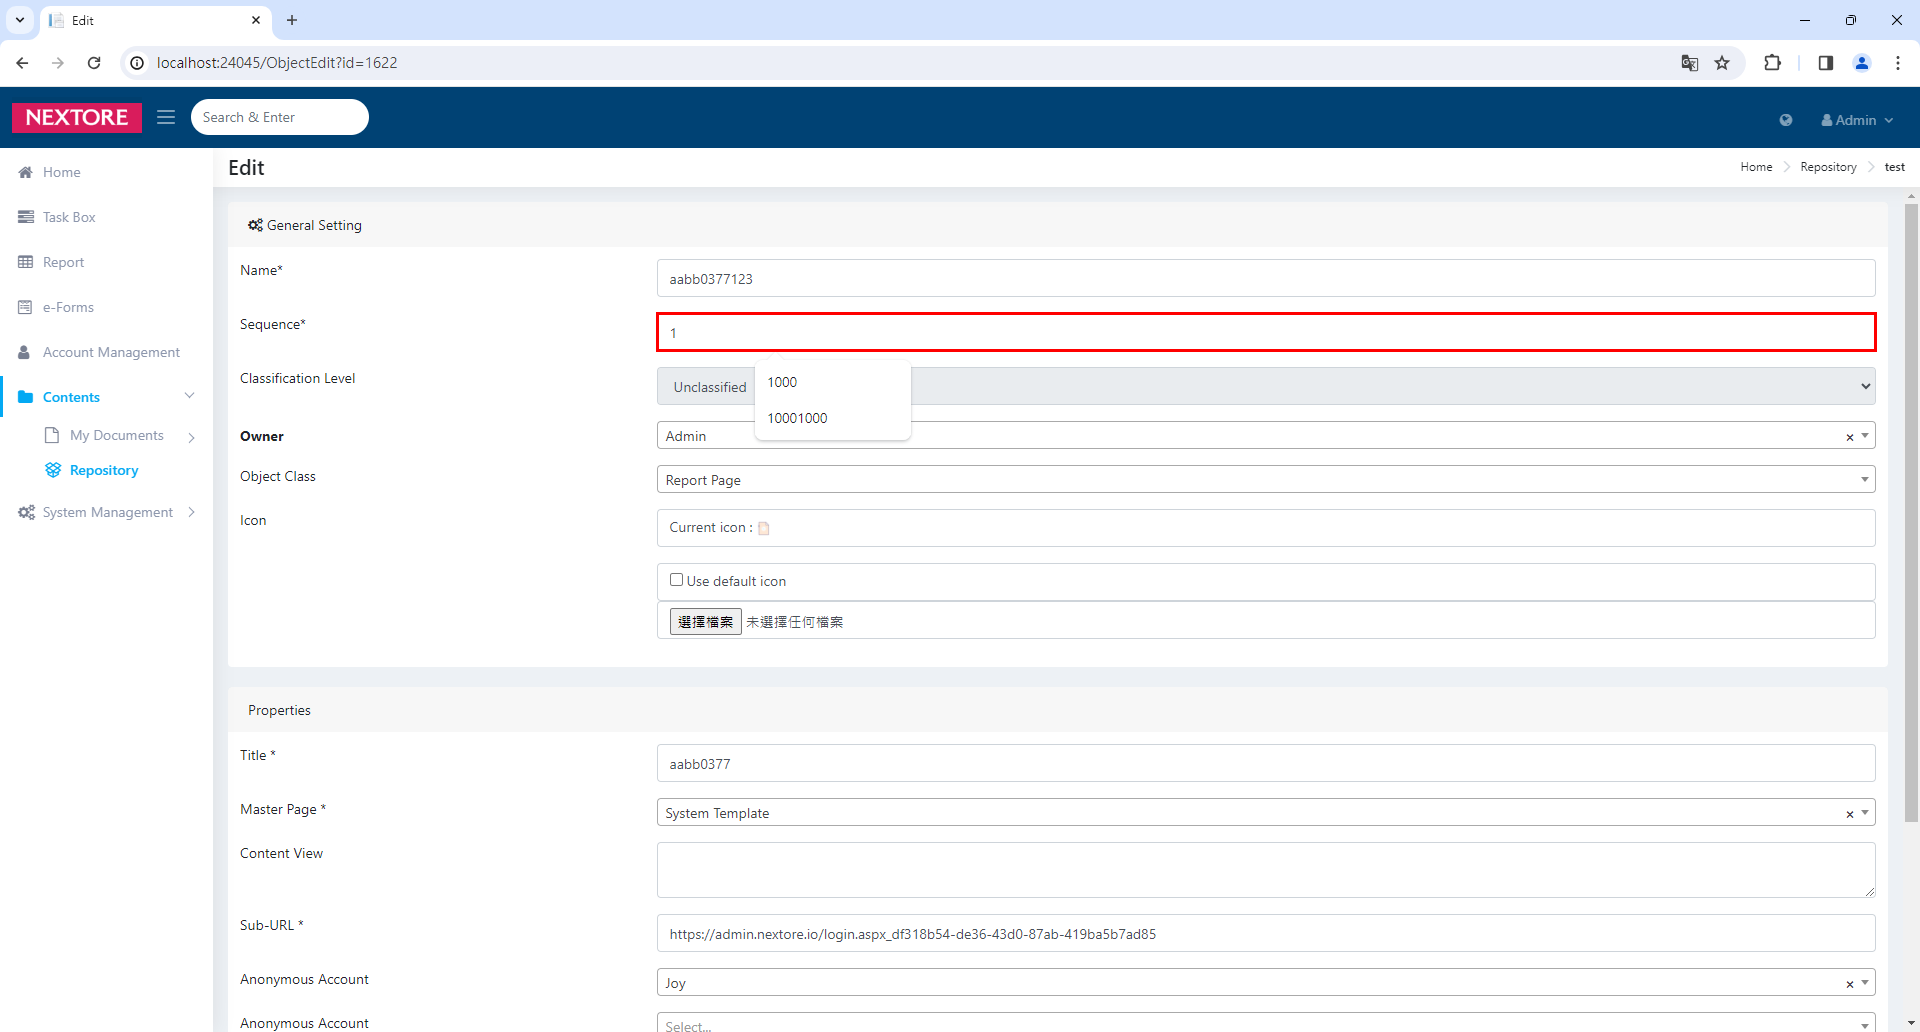 Edit
localhost:24045/ObjectEdit?id=1622
NEXTORE
Search & Enter
Admin
Home
Task Box
Report
e-Forms
Account Management
Contents
My Documents
Repository
System Management
Edit
Home
Repository
test
General Setting
Name*
aabb0377123
Sequence*
1
1000
10001000
Classification Level
Unclassified
Owner
Admin
Object Class
Report Page
Icon
Current icon :
Use default icon
選擇檔案 未選擇任何檔案
Properties
Title *
aabb0377
Master Page *
System Template
Content View
Sub-URL *
https://admin.nextore.io/login.aspx_df318b54-de36-43d0-87ab-419ba5b7ad85
Anonymous Account
Joy
Anonymous Account
Select...